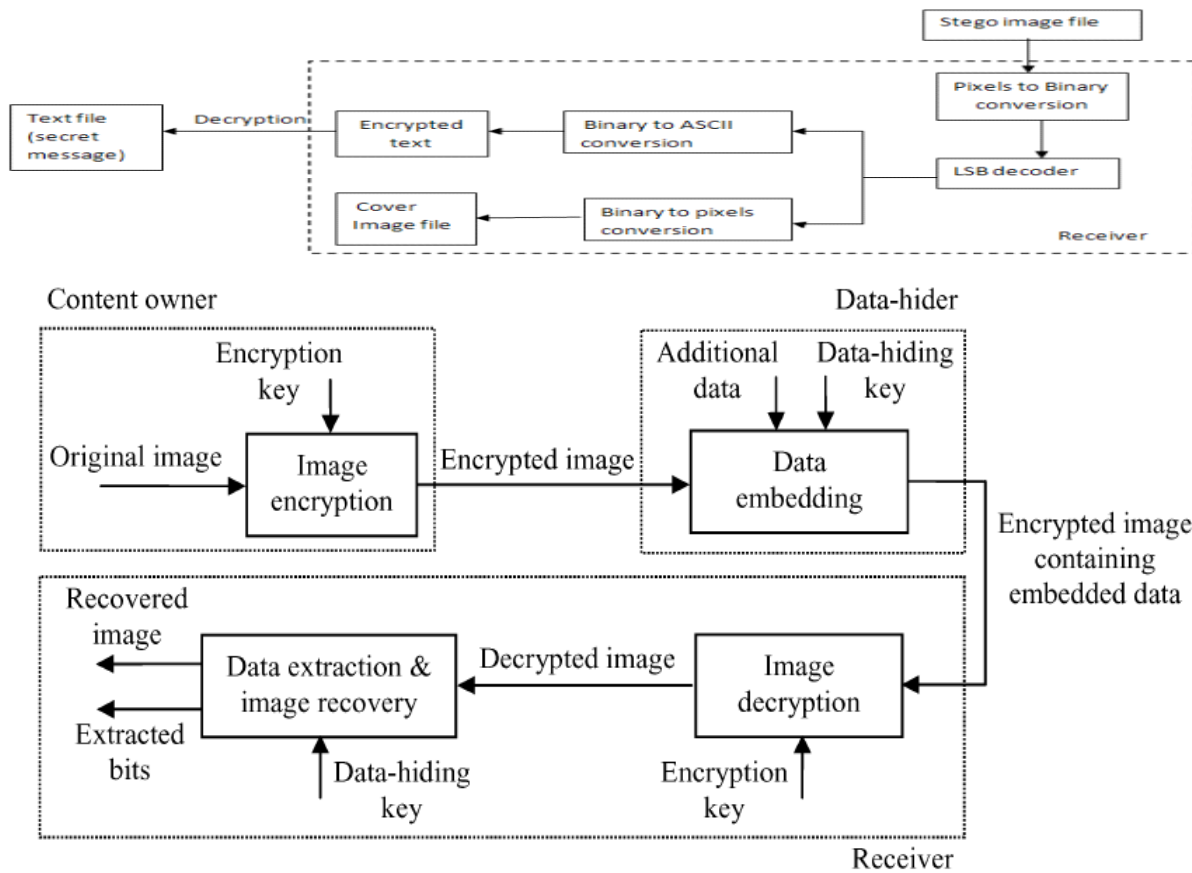 Stego image file
Pixels to Binary
conversion
LSB decoder
Binary to ASCII
conversion
Encrypted
text
Decryption
Text file
(secret
message)
Cover
Image file
Binary to pixels
conversion
Receiver
Content owner
Data-hider
Encryption
key
Additional
data
Data-hiding
key
Original image
Image
encryption
Encrypted image
Data
embedding
Encrypted image
containing
embedded data
Recovered
image
Data extraction &
image recovery
Decrypted image
Image
decryption
Extracted
bits
Data-hiding
key
Encryption
key
Receiver